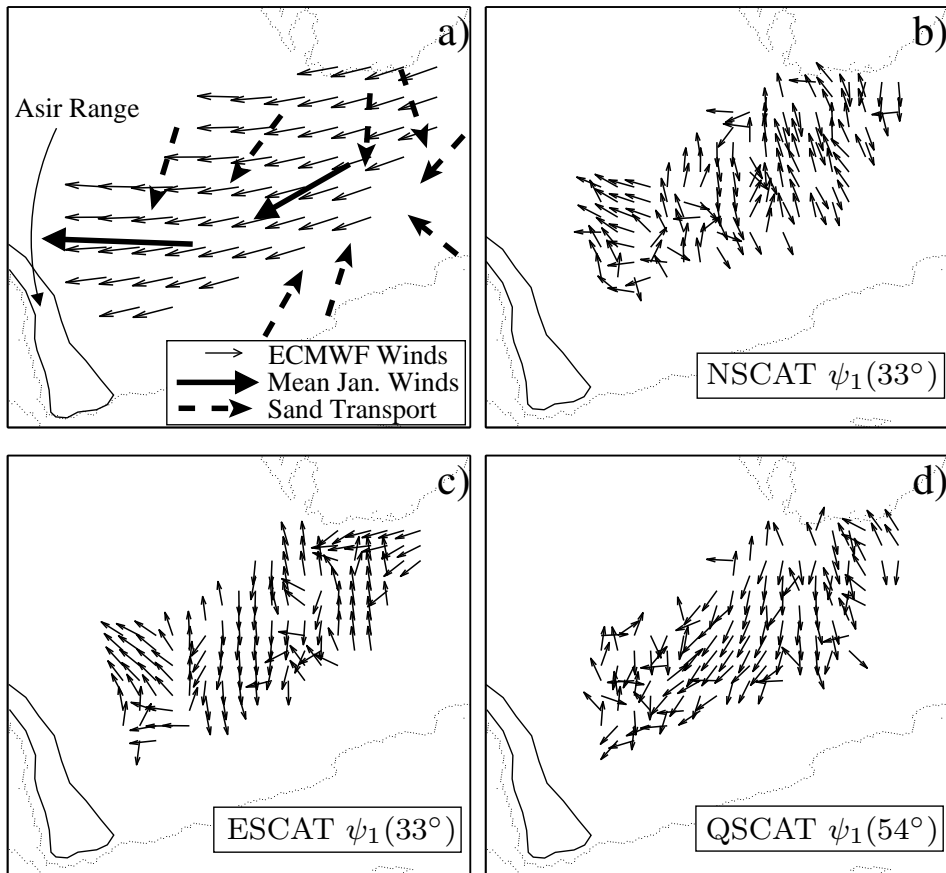 a)
Asir Range
ECMWF Winds
Mean Jan. Winds
Sand Transport
b)
NSCAT ψ₁(33°)
c)
ESCAT ψ₁(33°)
d)
QSCAT ψ₁(54°)